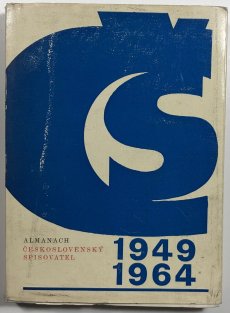 ČS
ALMANACH
ČESKOSLOVENSKÝ
SPISOVATEL
1949
1964